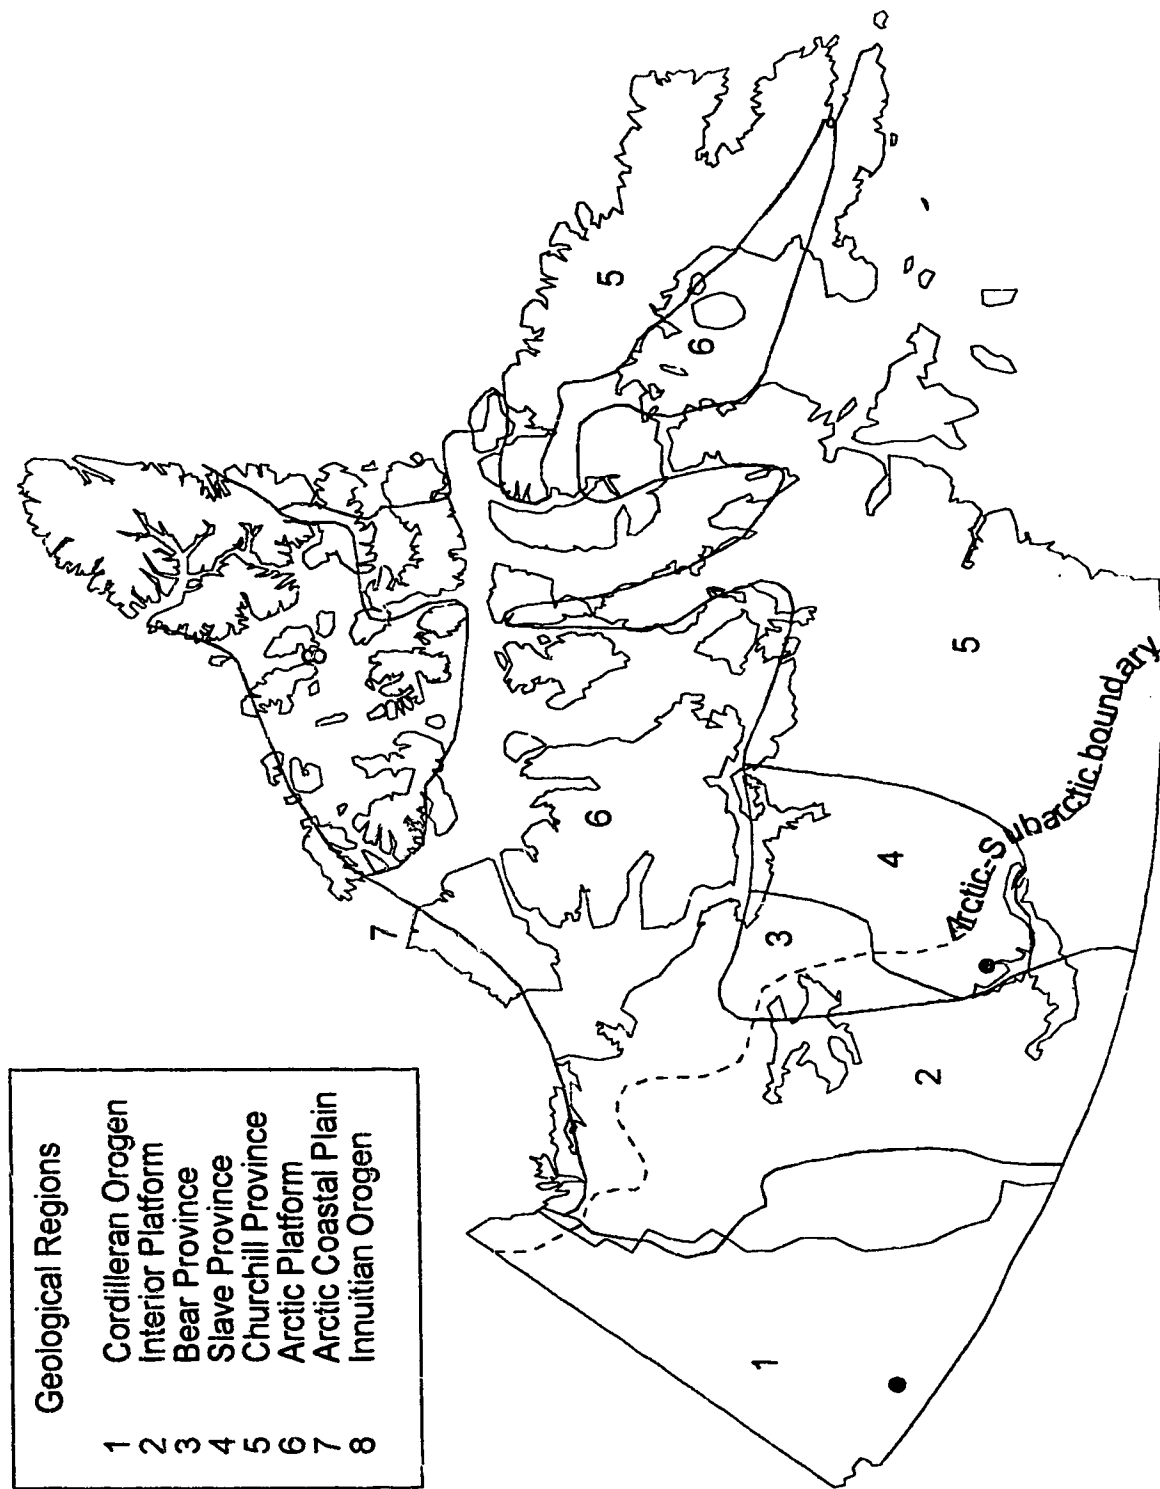 Geological Regions
1 Cordilleran Orogen
2 Interior Platform
3 Bear Province
4 Slave Province
5 Churchill Province
6 Arctic Platform
7 Arctic Coastal Plain
8 Innuitian Orogen
8
7
6
5
6
3
4
5
1
2
Arctic-Subarctic boundary